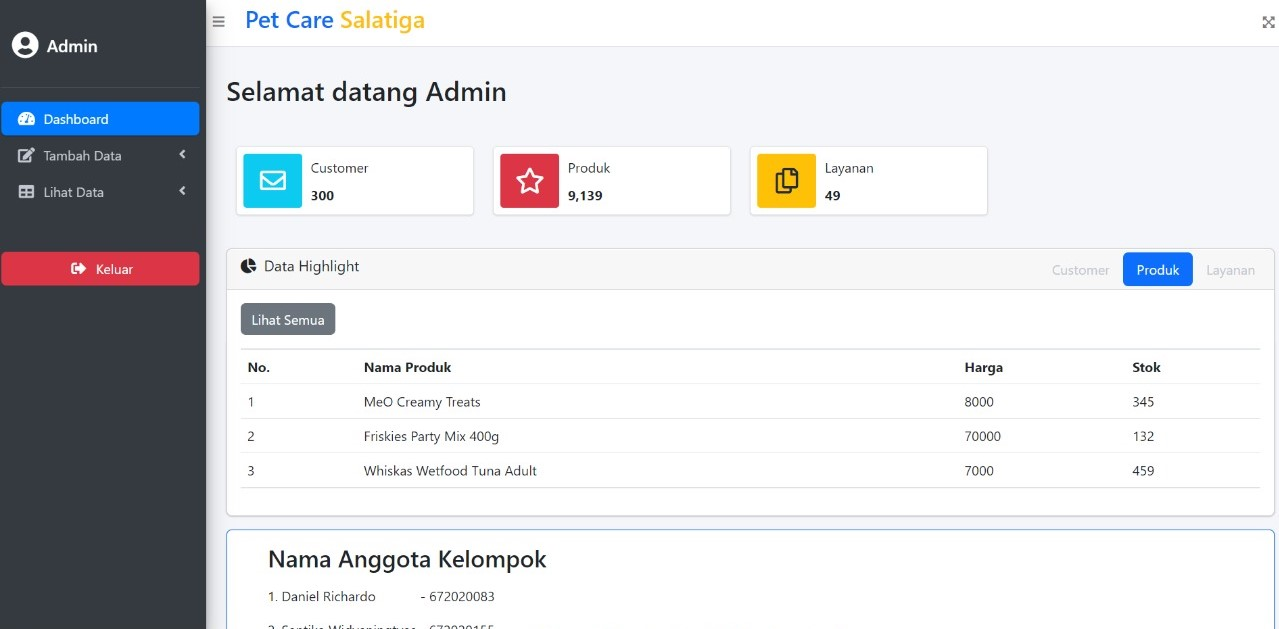 Admin
Dashboard
Tambah Data
Lihat Data
Keluar
Pet Care Salatiga
Selamat datang Admin
Customer
300
Produk
9,139
Layanan
49
Data Highlight
Customer Produk Layanan
Lihat Semua
No. Nama Produk Harga Stok
1 MeO Creamy Treats 8000 345
2 Friskies Party Mix 400g 70000 132
3 Whiskas Wetfood Tuna Adult 7000 459
Nama Anggota Kelompok
1. Daniel Richardo - 672020083